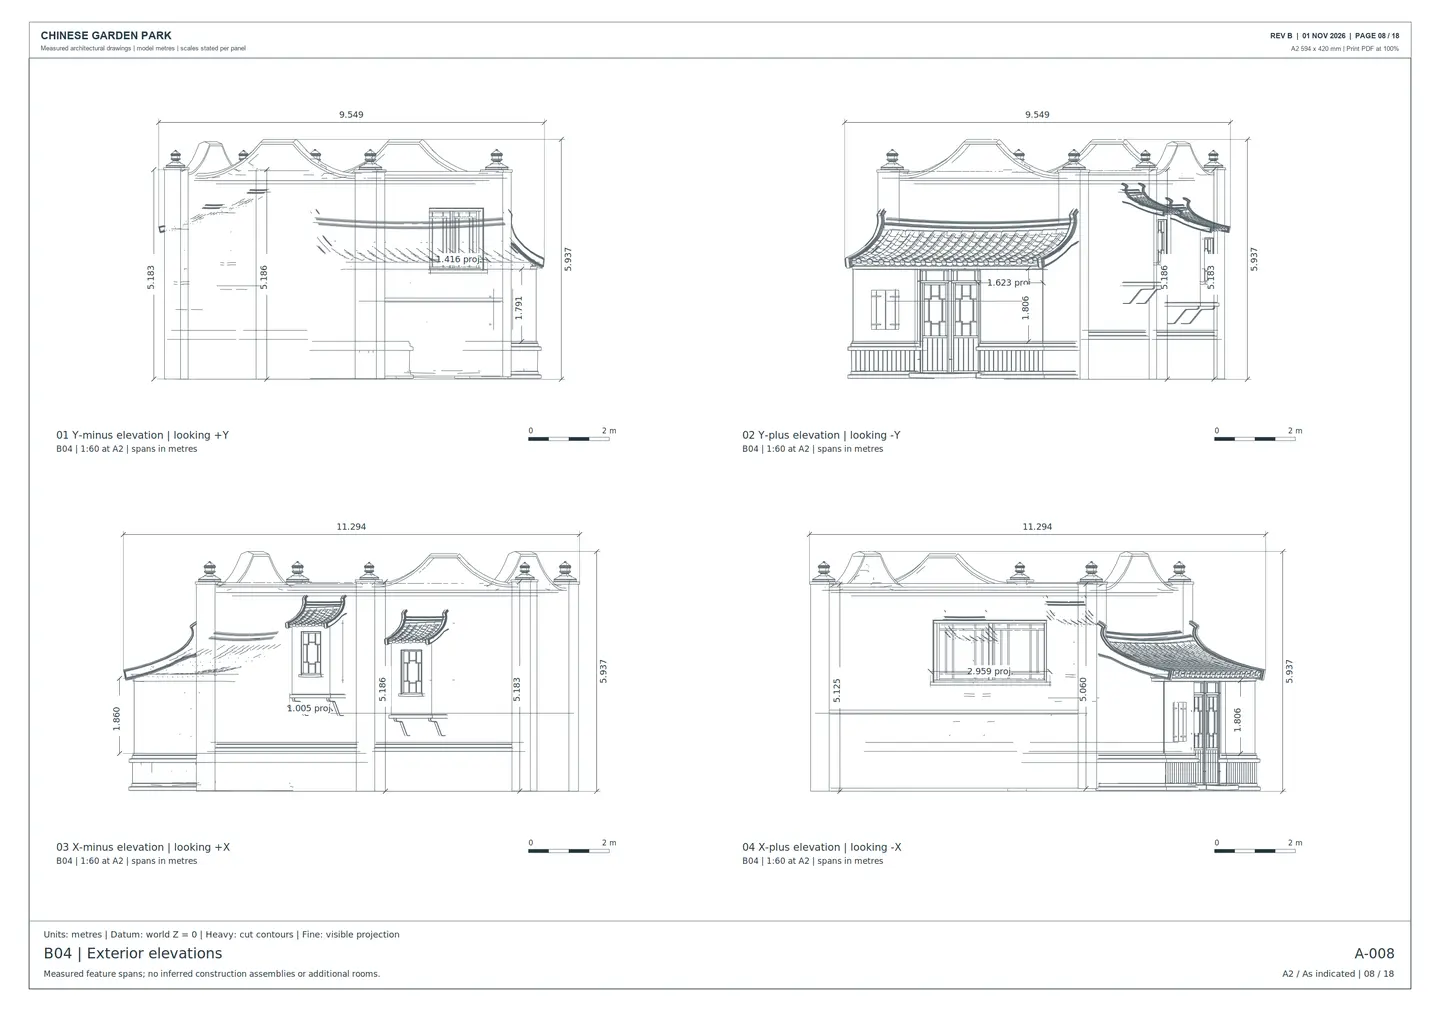 CHINESE GARDEN PARK
Measured architectural drawings | model metres | scales stated per panel
REV B | 01 NOV 2026 | PAGE 08 / 18
A2 594 x 420 mm | Print PDF at 100%
9.549
5.183
5.186
1.416 proj.
1.791
5.937
01 Y-minus elevation | looking +Y
B04 | 1:60 at A2 | spans in metres
0 2 m
9.549
1.623 proj.
1.806
5.186
5.183
5.937
02 Y-plus elevation | looking -Y
B04 | 1:60 at A2 | spans in metres
0 2 m
11.294
1.860
1.005 proj.
5.186
5.183
5.937
03 X-minus elevation | looking +X
B04 | 1:60 at A2 | spans in metres
0 2 m
11.294
5.125
2.959 proj.
5.060
1.806
5.937
04 X-plus elevation | looking -X
B04 | 1:60 at A2 | spans in metres
0 2 m
Units: metres | Datum: world Z = 0 | Heavy: cut contours | Fine: visible projection
B04 | Exterior elevations
Measured feature spans; no inferred construction assemblies or additional rooms.
A-008
A2 / As indicated | 08 / 18